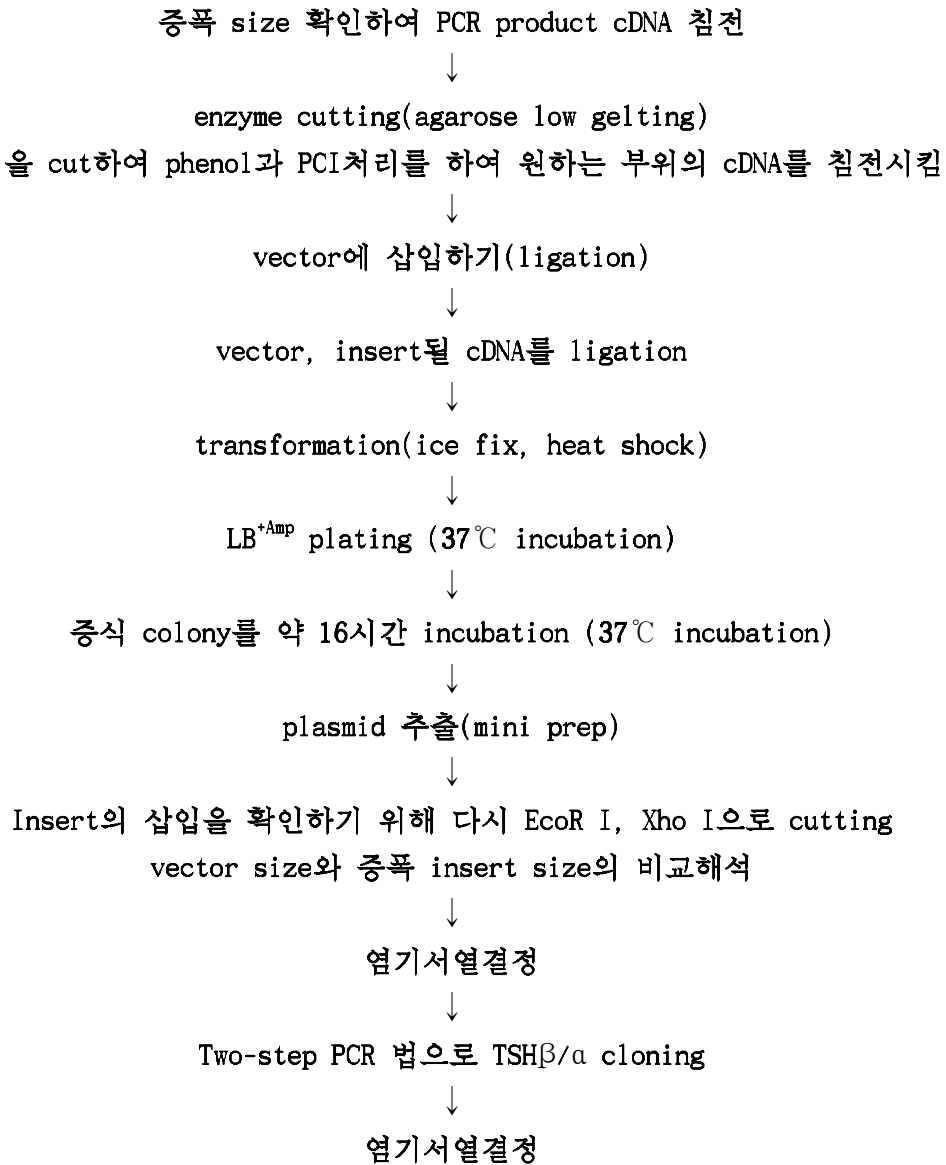 증폭 size 확인하여 PCR product cDNA 침전
↓
enzyme cutting(agarose low gelting)
을 cut하여 phenol과 PCI처리를 하여 원하는 부위의 cDNA를 침전시킴
↓
vector에 삽입하기(ligation)
↓
vector, insert될 cDNA를 ligation
↓
transformation(ice fix, heat shock)
↓
LB⁺ᴬᵐᵖ plating (37℃ incubation)
↓
증식 colony를 약 16시간 incubation (37℃ incubation)
↓
plasmid 추출(mini prep)
↓
Insert의 삽입을 확인하기 위해 다시 EcoR I, Xho I으로 cutting
vector size와 증폭 insert size의 비교해석
↓
염기서열결정
↓
Two-step PCR 법으로 TSHβ/α cloning
↓
염기서열결정